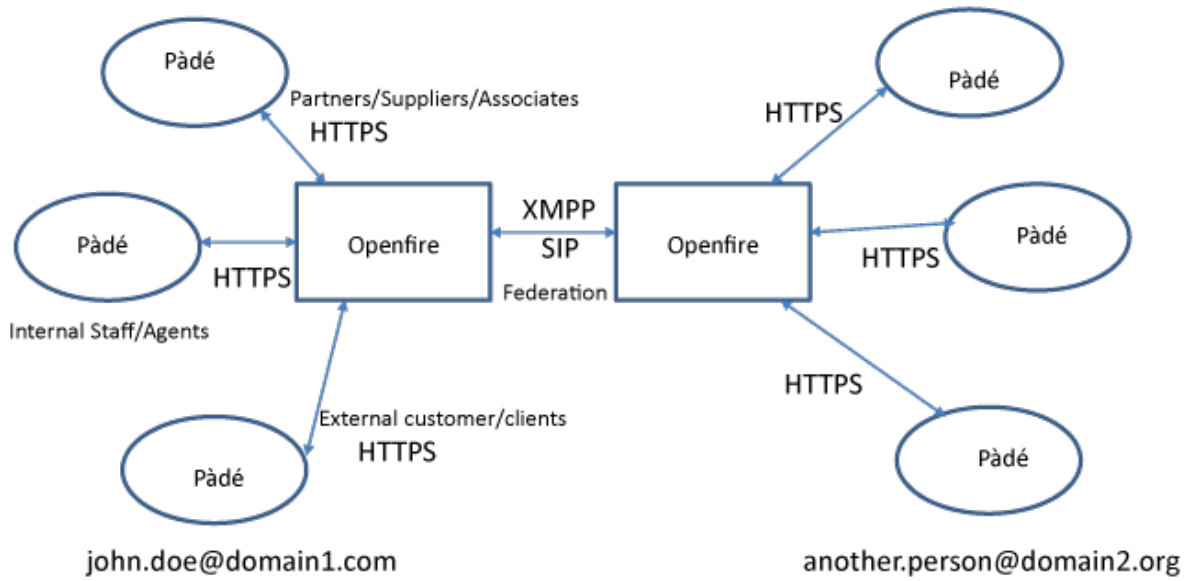 Pàdé
Partners/Suppliers/Associates
HTTPS
Pàdé
HTTPS
Internal Staff/Agents
Openfire
XMPP
SIP
Federation
Openfire
External customer/clients
HTTPS
Pàdé
Pàdé
HTTPS
Pàdé
HTTPS
HTTPS
Pàdé
john.doe@domain1.com
another.person@domain2.org